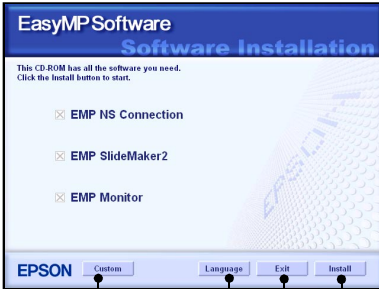 EasyMP Software
Software Installation
This CD-ROM has all the software you need.
Click the Install button to start.
EMP NS Connection
EMP SlideMaker2
EMP Monitor
EPSON
EPSON Custom Language Exit Install